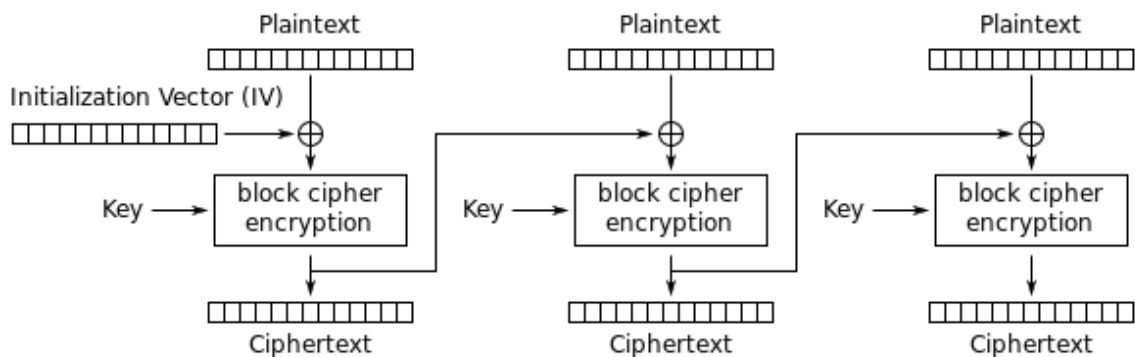 Plaintext
Plaintext
Plaintext
Initialization Vector (IV)
Key
block cipher
encryption
Key
block cipher
encryption
Key
block cipher
encryption
Ciphertext
Ciphertext
Ciphertext